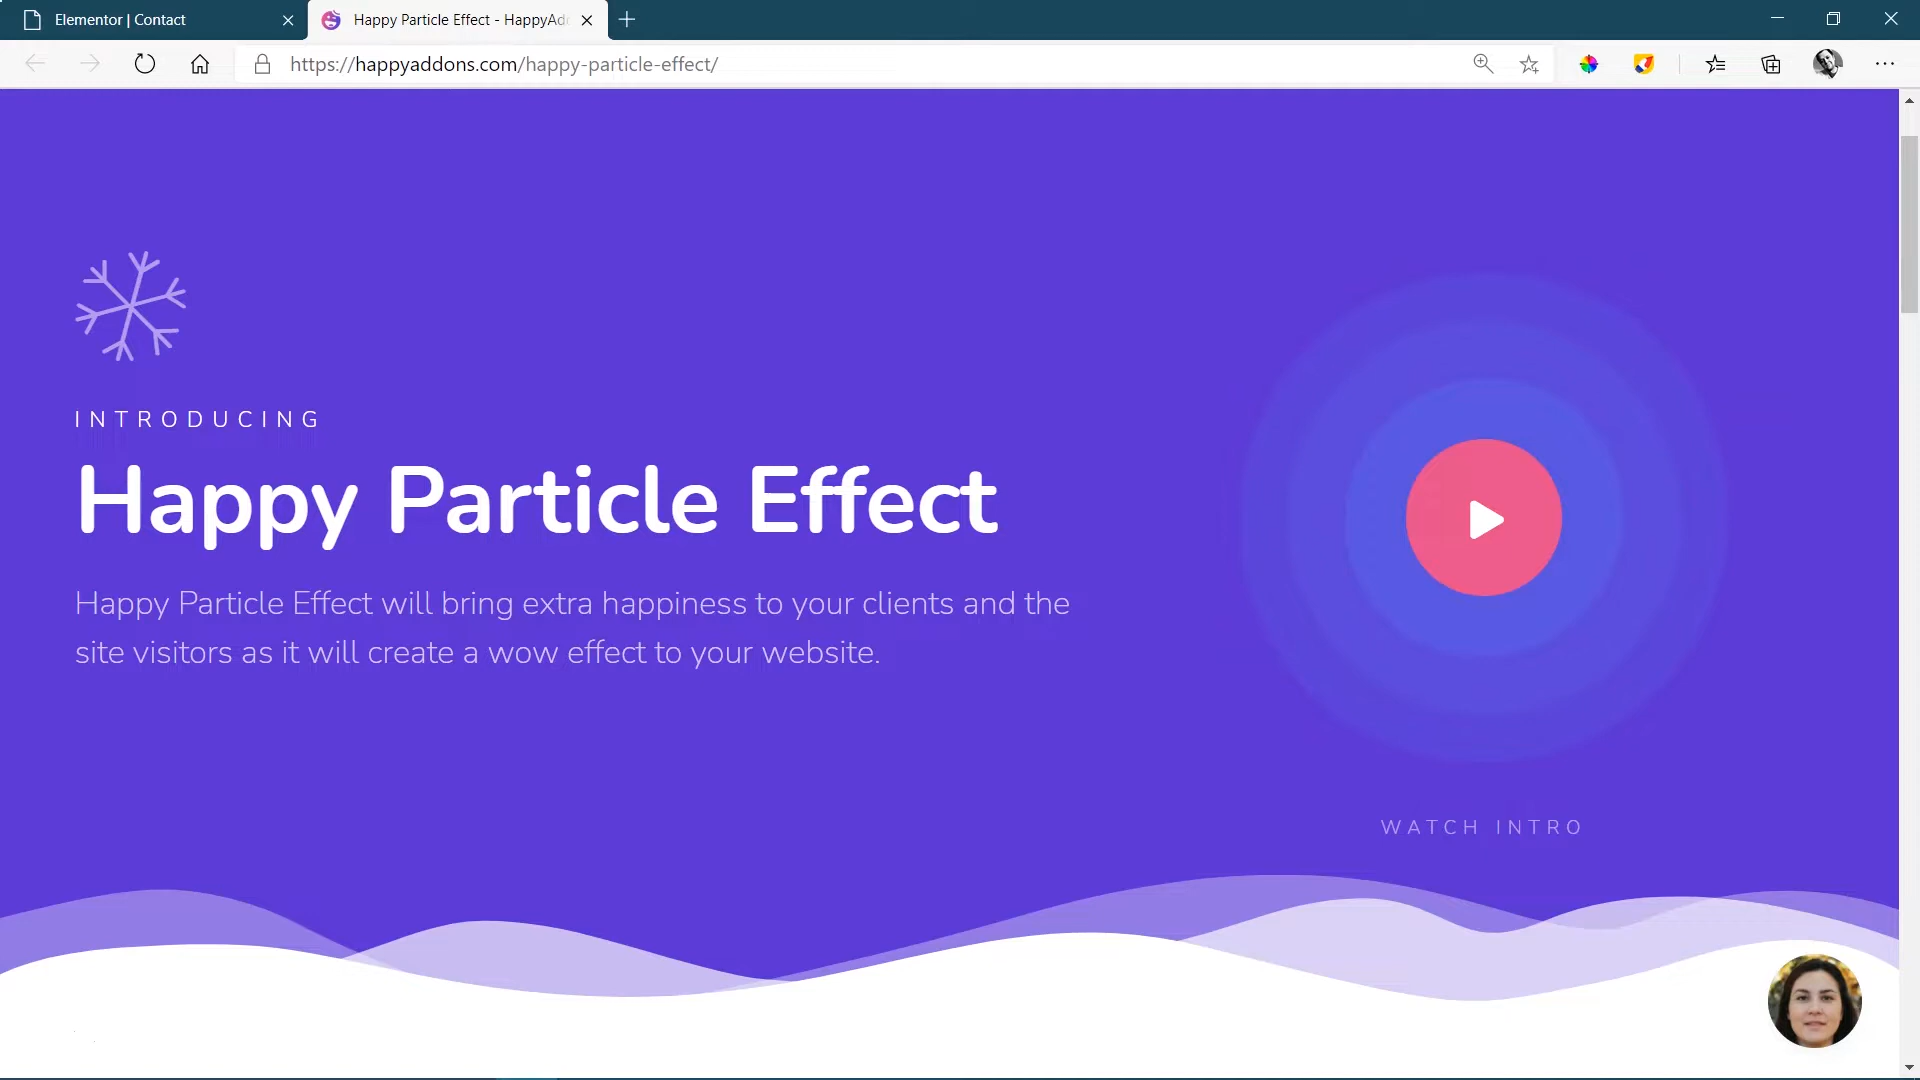 Elementor | Contact
Happy Particle Effect - HappyAd
https://happyaddons.com/happy-particle-effect/
INTRODUCING
Happy Particle Effect
Happy Particle Effect will bring extra happiness to your clients and the
site visitors as it will create a wow effect to your website.
WATCH INTRO